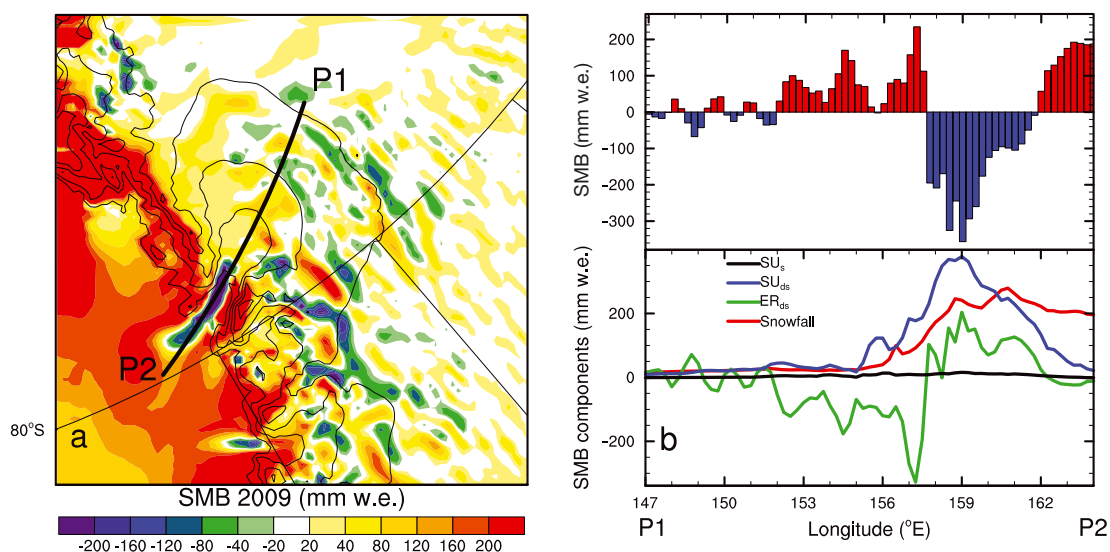 P1
P2
80°S
a
SMB 2009 (mm w.e.)
-200 -160 -120 -80 -40 -20 20 40 80 120 160 200
SMB (mm w.e.)
200
100
0
-100
-200
-300
SMB components (mm w.e.)
SUs
SUds
ERds
Snowfall
200
0
-200
b
147 150 153 156 159 162
P1 Longitude (°E) P2